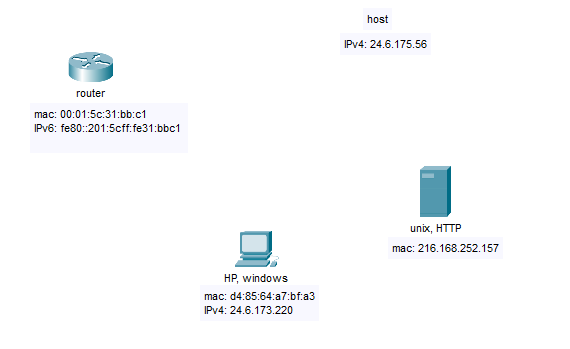 host
IPv4: 24.6.175.56
router
mac: 00:01:5c:31:bb:c1
IPv6: fe80::201:5cff:fe31:bbc1
unix, HTTP
mac: 216.168.252.157
HP, windows
mac: d4:85:64:a7:bf:a3
IPv4: 24.6.173.220